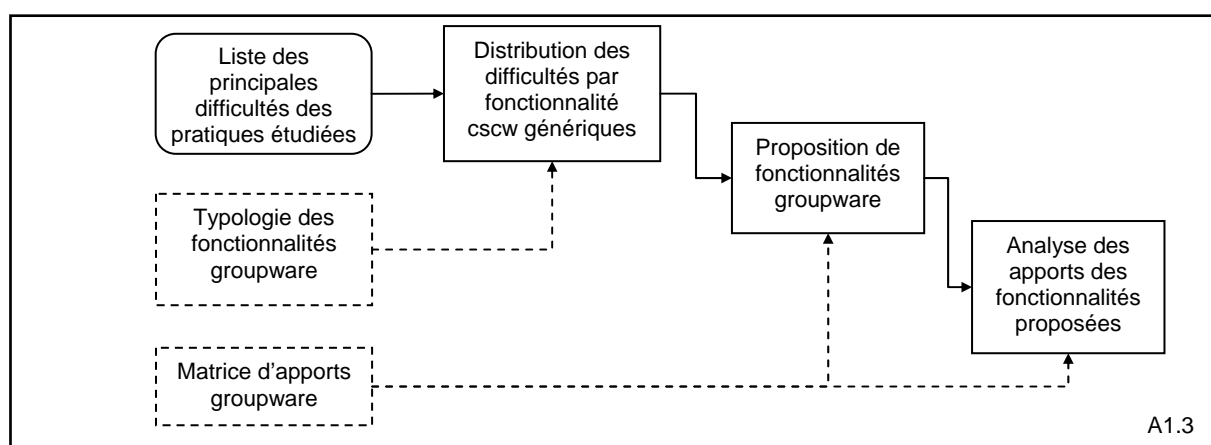 Liste des
principales
difficultés des
pratiques étudiées
Distribution des
difficultés par
fonctionnalité
cscw génériques
Proposition de
fonctionnalités
groupware
Typologie des
fonctionnalités
groupware
Analyse des
apports des
fonctionnalités
proposées
Matrice d’apports
groupware
A1.3